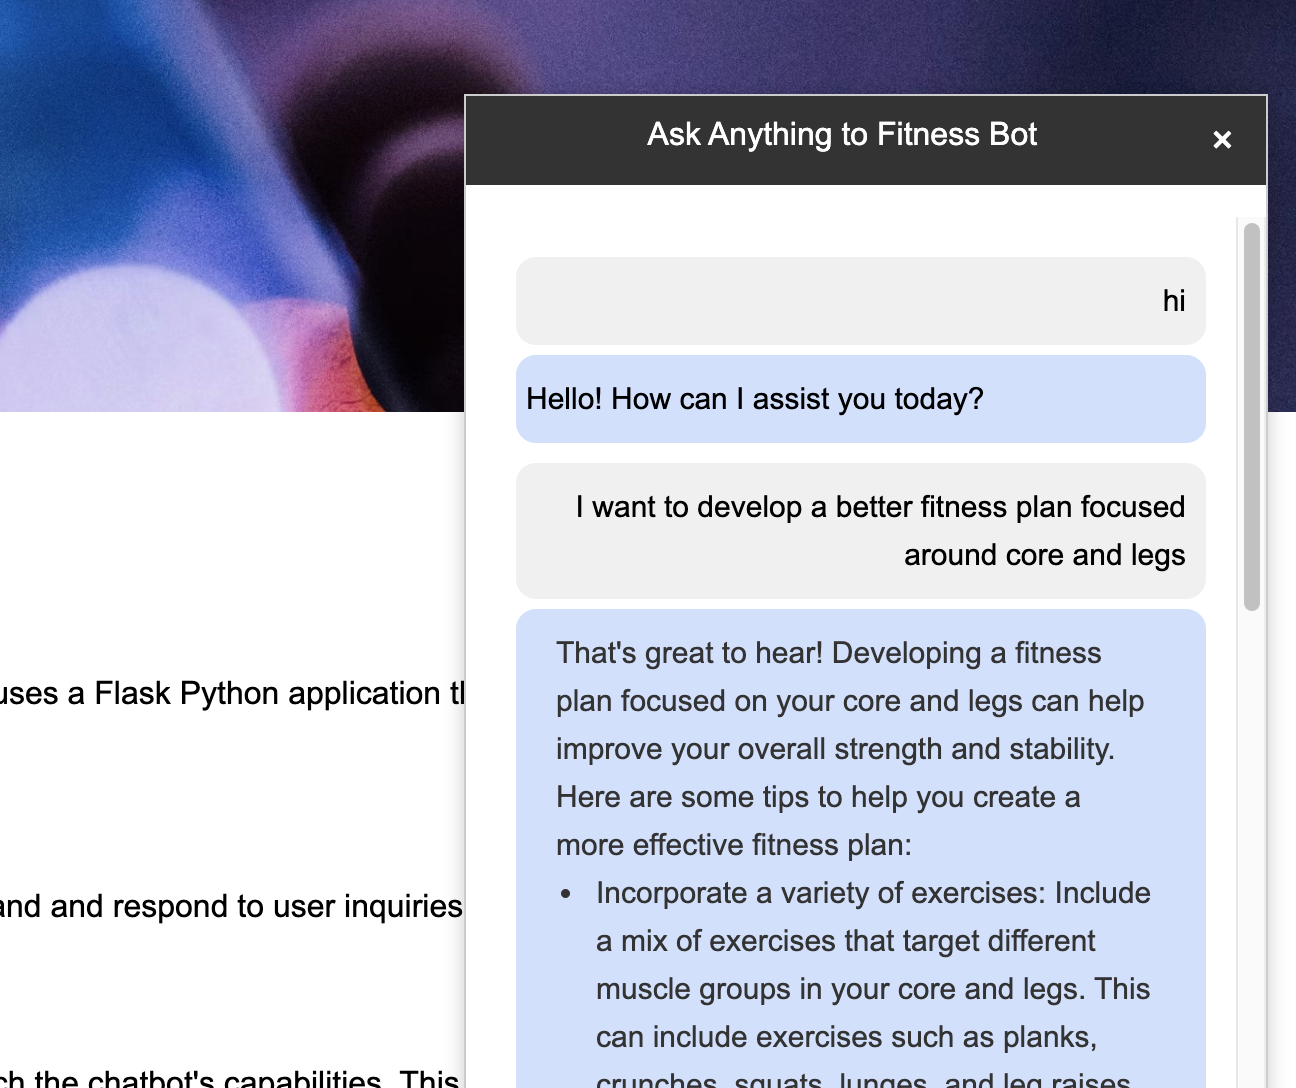 Ask Anything to Fitness Bot
×
hi
Hello! How can I assist you today?
I want to develop a better fitness plan focused
around core and legs
That's great to hear! Developing a fitness
plan focused on your core and legs can help
improve your overall strength and stability.
Here are some tips to help you create a
more effective fitness plan:
• Incorporate a variety of exercises: Include
a mix of exercises that target different
muscle groups in your core and legs. This
can include exercises such as planks,
crunches, squats, lunges, and leg raises
uses a Flask Python application
and respond to user inquiries
the chatbot's capabilities. This